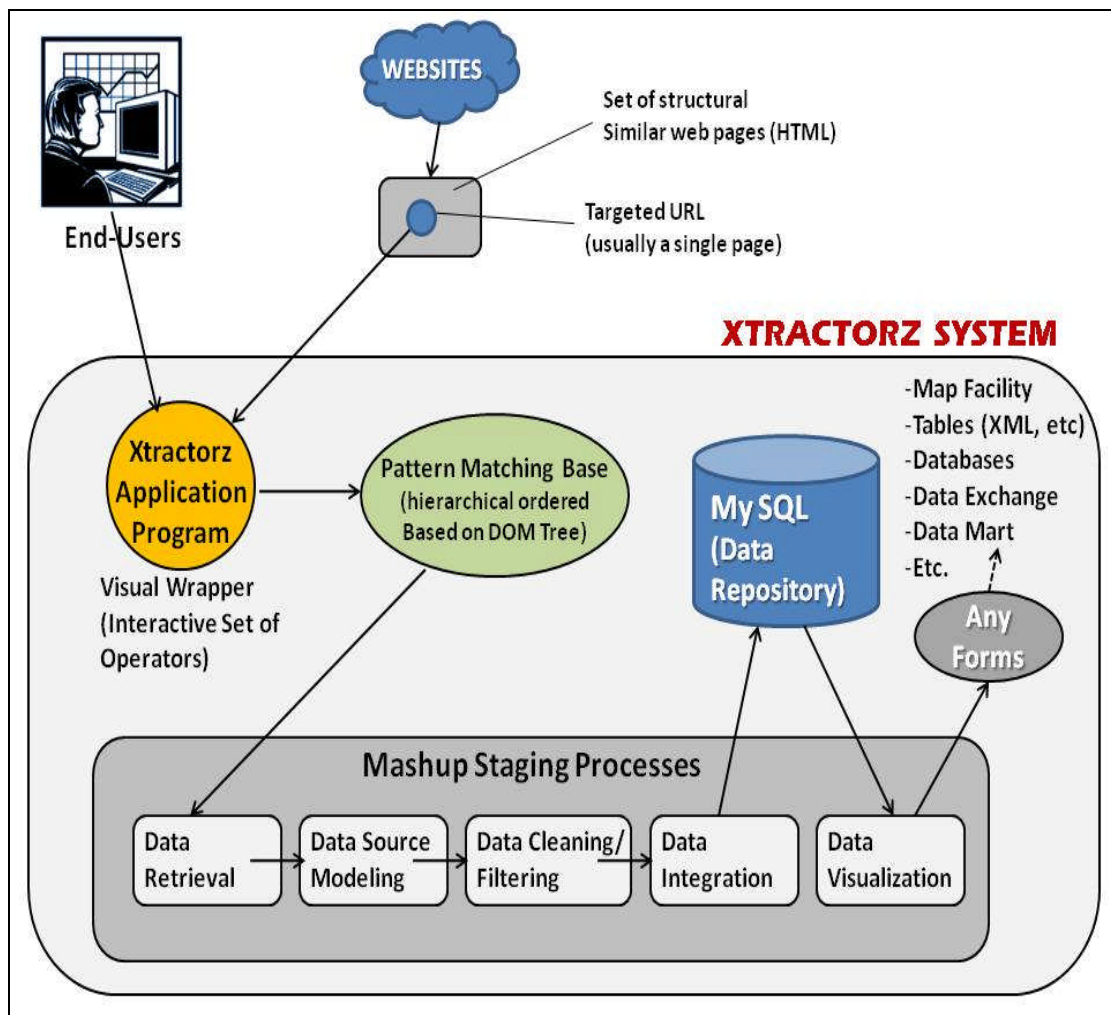 WEBSITES
Set of structural
Similar web pages (HTML)
Targeted URL
(usually a single page)
End-Users
XTRACTORZ SYSTEM
Xtractorz
Application
Program
Visual Wrapper
(Interactive Set of
Operators)
Pattern Matching Base
(hierarchical ordered
Based on DOM Tree)
My SQL
(Data
Repository)
-Map Facility
-Tables (XML, etc)
-Databases
-Data Exchange
-Data Mart
-Etc.
Any
Forms
Mashup Staging Processes
Data
Retrieval
Data Source
Modeling
Data Cleaning/
Filtering
Data
Integration
Data
Visualization